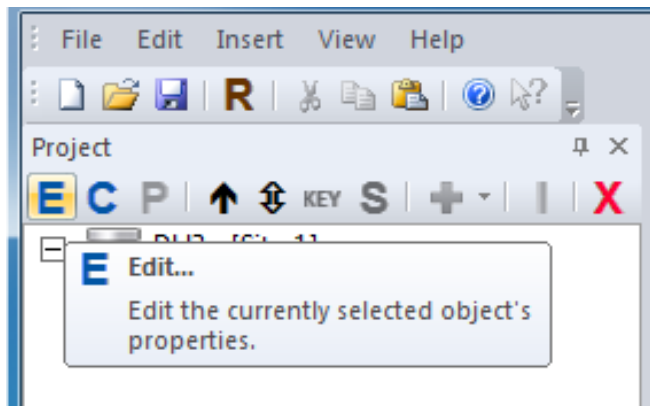 File Edit Insert View Help
R ?
Project
E C P KEY S X
E Edit...
Edit the currently selected object's
properties.